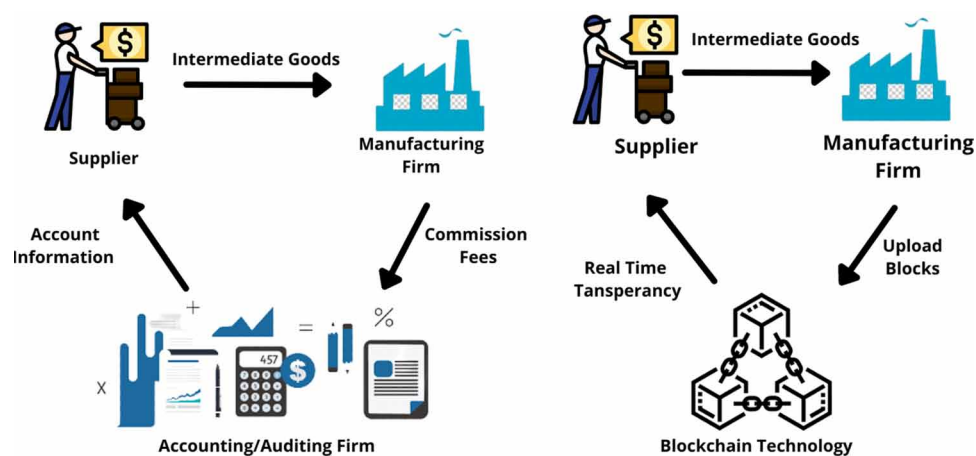 $
Intermediate Goods
Supplier
Manufacturing
Firm
Account
Information
Commission
Fees
+
=
%
x
457
$
Accounting/Auditing Firm
$
Intermediate Goods
Supplier
Manufacturing
Firm
Real Time
Tansperancy
Upload
Blocks
Blockchain Technology